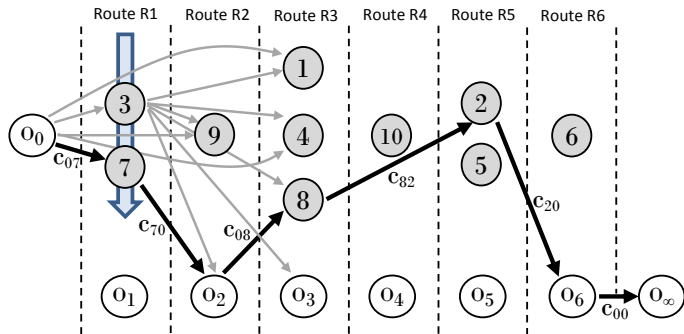 Route R1 Route R2 Route R3 Route R4 Route R5 Route R6
1
3 2
O0 9 4 10 6
c07 7 5
8 c82
c70 c08 c20
O1 O2 O3 O4 O5 O6 O∞
c00